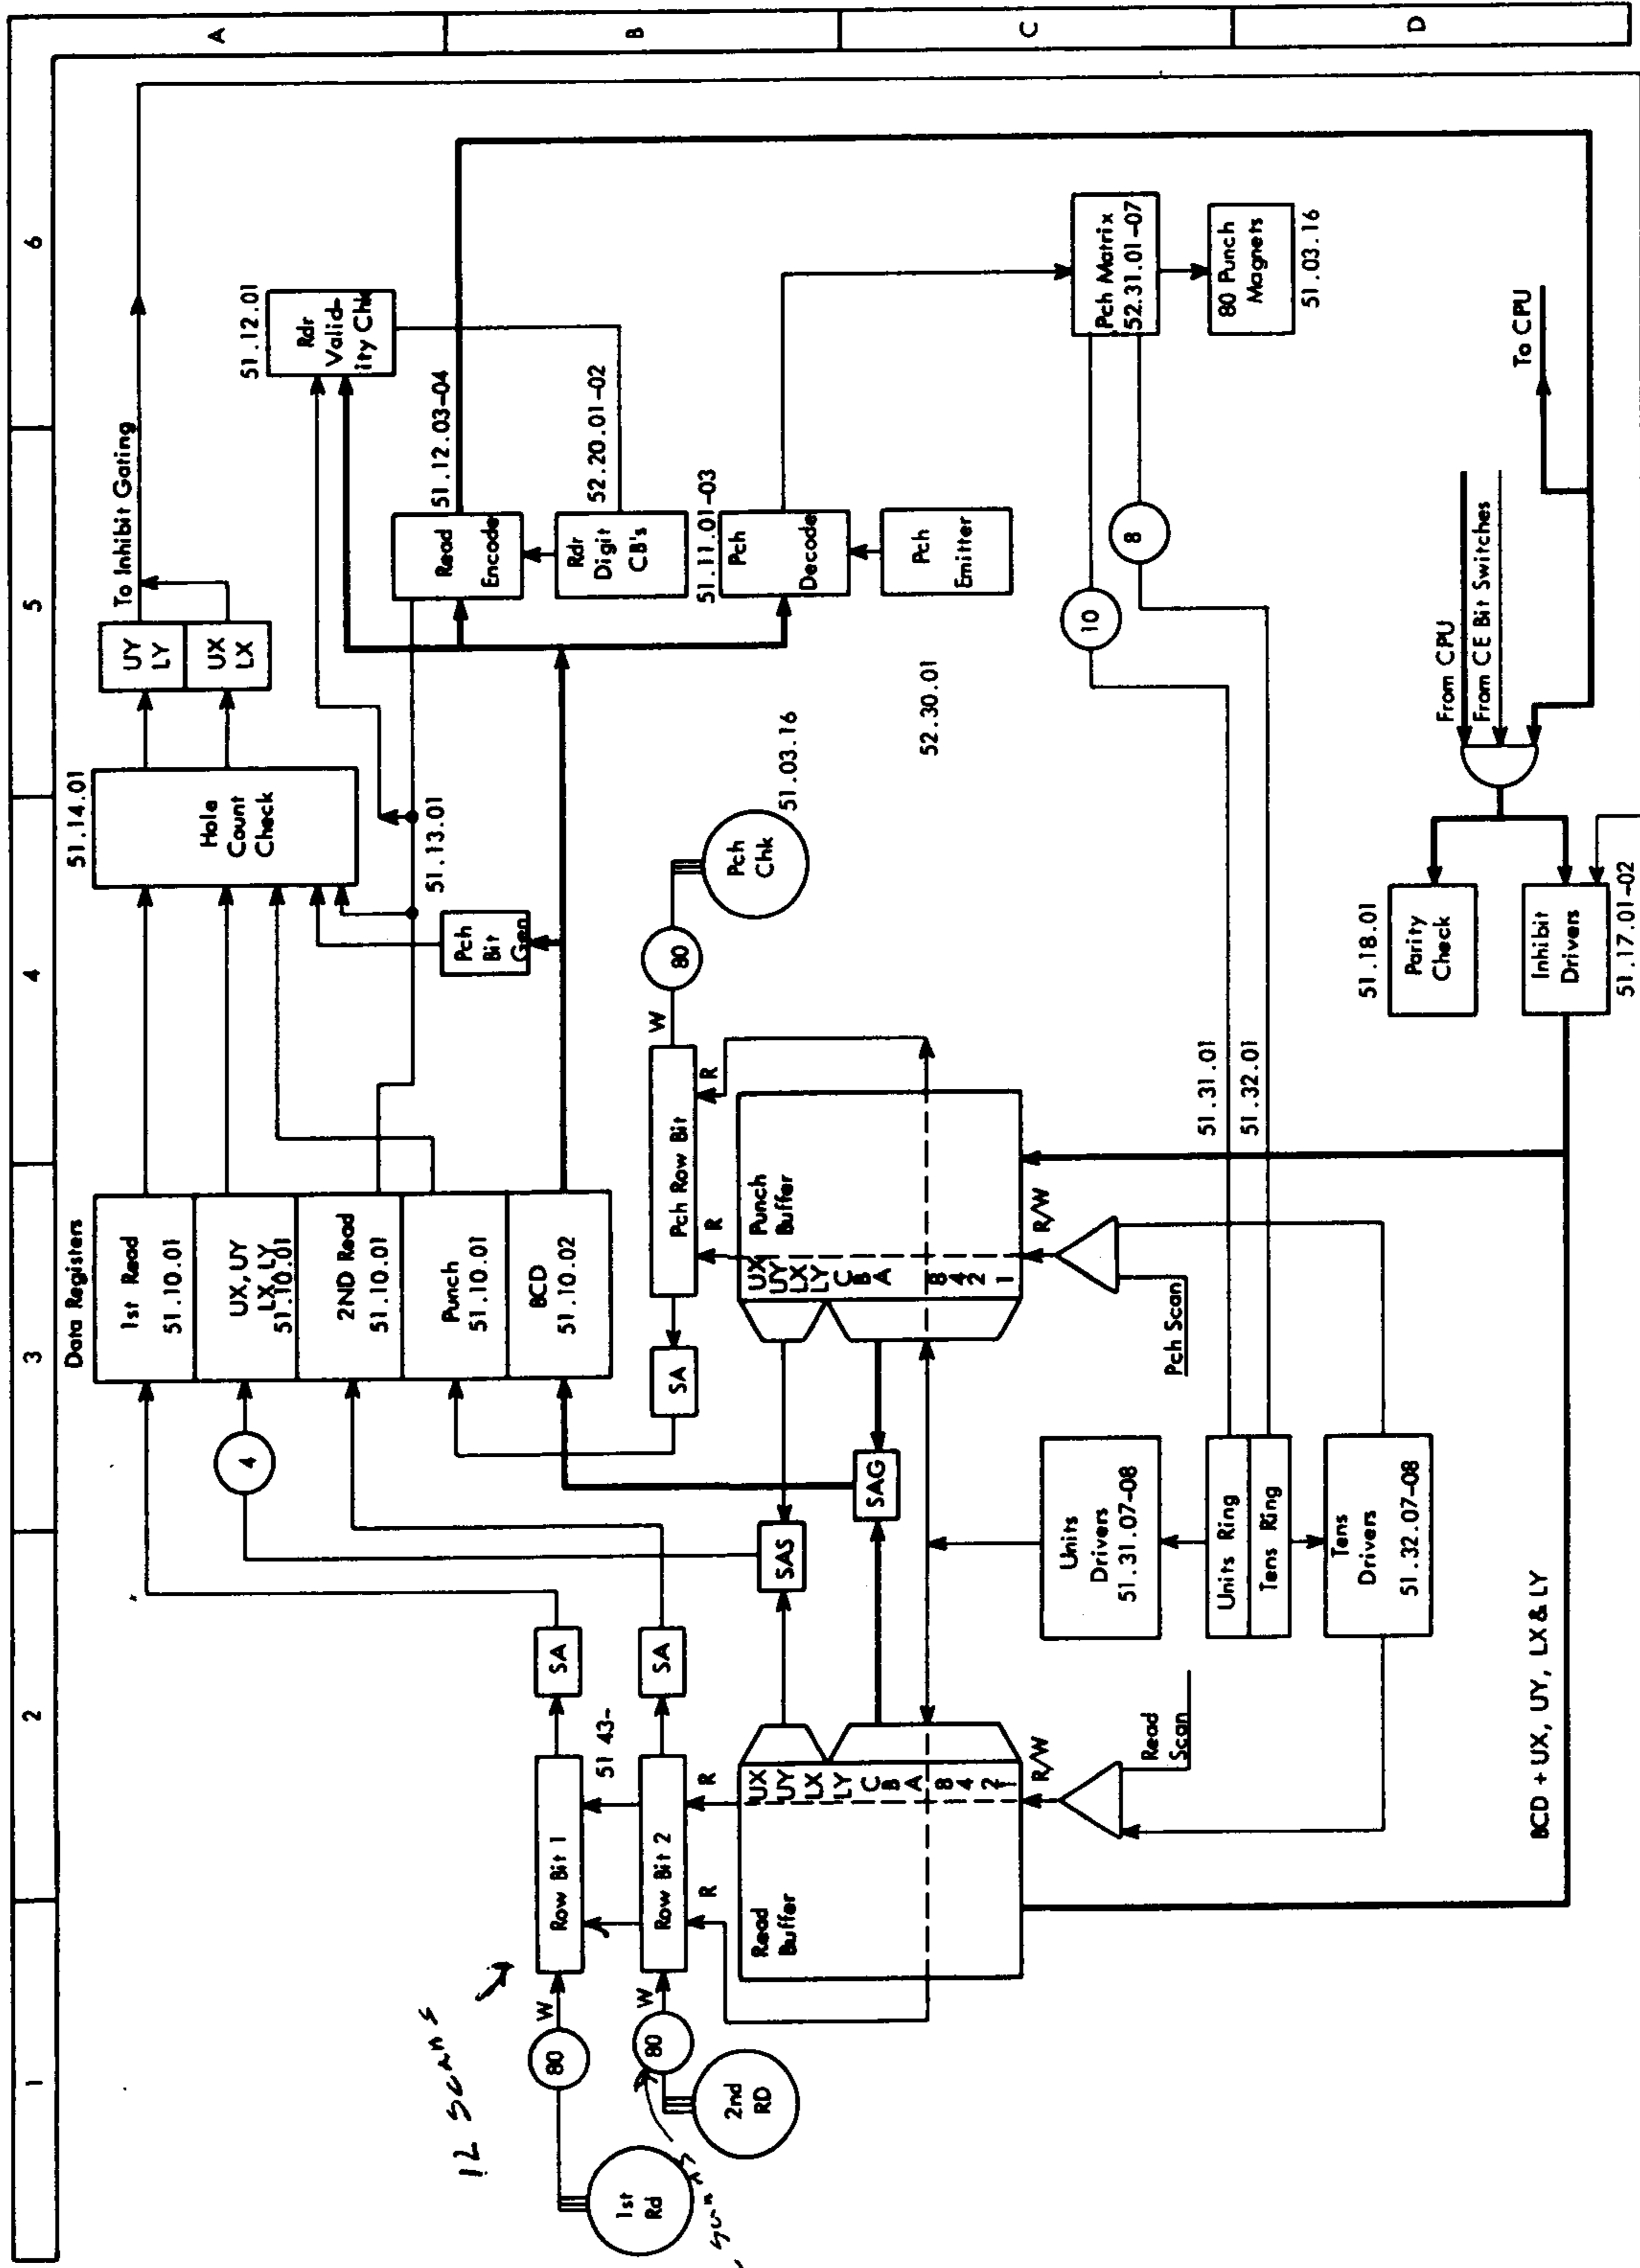 1
2
3
4
5
6
A
B
C
D
Data Registers
1st Read
51.10.01
UX, UY
LX, LY
51.10.01
2ND Read
51.10.01
Punch
51.10.01
BCD
51.10.02
51.14.01
Hole
Count
Check
UY
LY
UX
LX
To Inhibit Gating
51.12.01
Rdr
Valid-
ity Chk
51.13.01
Pch
Bit
Gen
Read
Encode
51.12.03-04
Rdr
Digit
CB's
52.20.01-02
51.11.01-03
Pch
Decode
Pch
Emitter
52.30.01
12 scans
1st
Rd
80
W
Row Bit 1
SA
51 43-
2nd
RD
80
W
Row Bit 2
SA
R
R
4
SAS
SAG
SA
Pch Row Bit
W
80
Pch
Chk
51.03.16
R
R
Read
Buffer
UX
UY
LX
LY
C
B
A
8
4
2
1
R/W
Read
Scan
Punch
Buffer
UX
UY
LX
LY
C
B
A
8
4
2
1
R/W
Pch Scan
Units
Drivers
51.31.07-08
Units Ring
Tens Ring
Tens
Drivers
51.32.07-08
51.31.01
51.32.01
10
8
Pch Matrix
52.31.01-07
80 Punch
Magnets
51.03.16
From CPU
From CE Bit Switches
To CPU
51.18.01
Parity
Check
Inhibit
Drivers
51.17.01-02
BCD + UX, UY, LX & LY